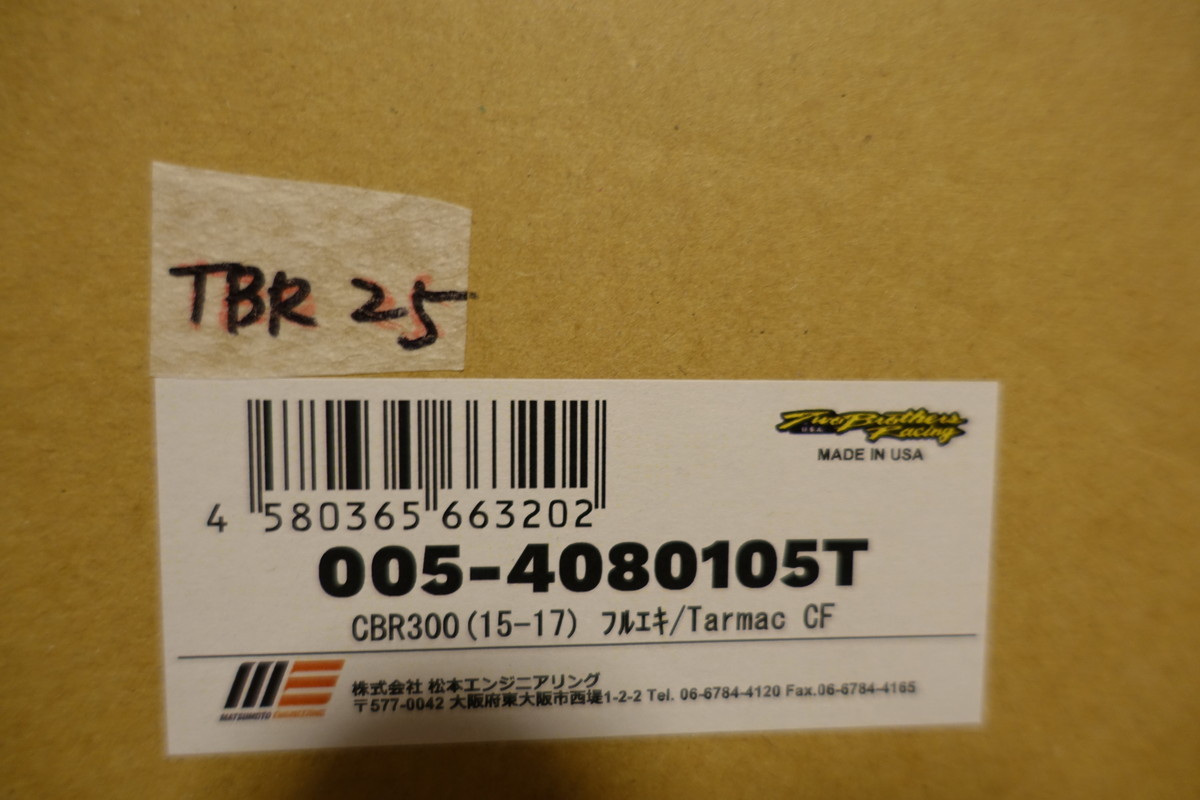 TBR 25
Two Brothers
U.S.A. Racing
MADE IN USA
4 580365 663202
005-4080105T
CBR300(15-17) フルエキ/Tarmac CF
ME
MATSUMOTO ENGINEERING
株式会社 松本エンジニアリング
〒577-0042 大阪府東大阪市西堤1-2-2 Tel. 06-6784-4120 Fax.06-6784-4165